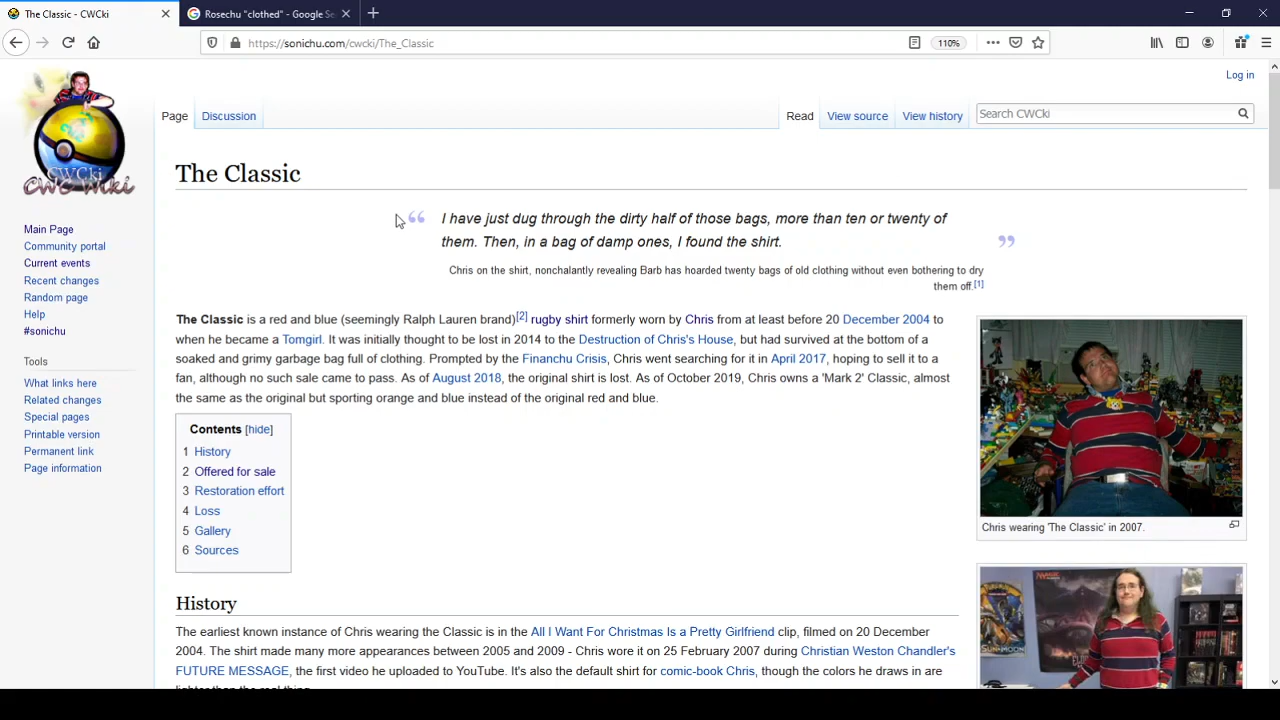 The Classic - CWCki
Rosechu "clothed" - Google Se
https://sonichu.com/cwcki/The_Classic
110%
Log in
Page
Discussion
Read
View source
View history
Search CWCki
CWCki
CWC Wiki
Main Page
Community portal
Current events
Recent changes
Random page
Help
#sonichu
Tools
What links here
Related changes
Special pages
Printable version
Permanent link
Page information
The Classic
“ I have just dug through the dirty half of those bags, more than ten or twenty of
them. Then, in a bag of damp ones, I found the shirt. ”
Chris on the shirt, nonchalantly revealing Barb has hoarded twenty bags of old clothing without even bothering to dry
them off.[1]
The Classic is a red and blue (seemingly Ralph Lauren brand)[2] rugby shirt formerly worn by Chris from at least before 20 December 2004 to
when he became a Tomgirl. It was initially thought to be lost in 2014 to the Destruction of Chris's House, but had survived at the bottom of a
soaked and grimy garbage bag full of clothing. Prompted by the Financhu Crisis, Chris went searching for it in April 2017, hoping to sell it to a
fan, although no such sale came to pass. As of August 2018, the original shirt is lost. As of October 2019, Chris owns a 'Mark 2' Classic, almost
the same as the original but sporting orange and blue instead of the original red and blue.
Contents [hide]
1 History
2 Offered for sale
3 Restoration effort
4 Loss
5 Gallery
6 Sources
Chris wearing 'The Classic' in 2007.
History
The earliest known instance of Chris wearing the Classic is in the All I Want For Christmas Is a Pretty Girlfriend clip, filmed on 20 December
2004. The shirt made many more appearances between 2005 and 2009 - Chris wore it on 25 February 2007 during Christian Weston Chandler's
FUTURE MESSAGE, the first video he uploaded to YouTube. It's also the default shirt for comic-book Chris, though the colors he draws in are
lighter than the real thing.